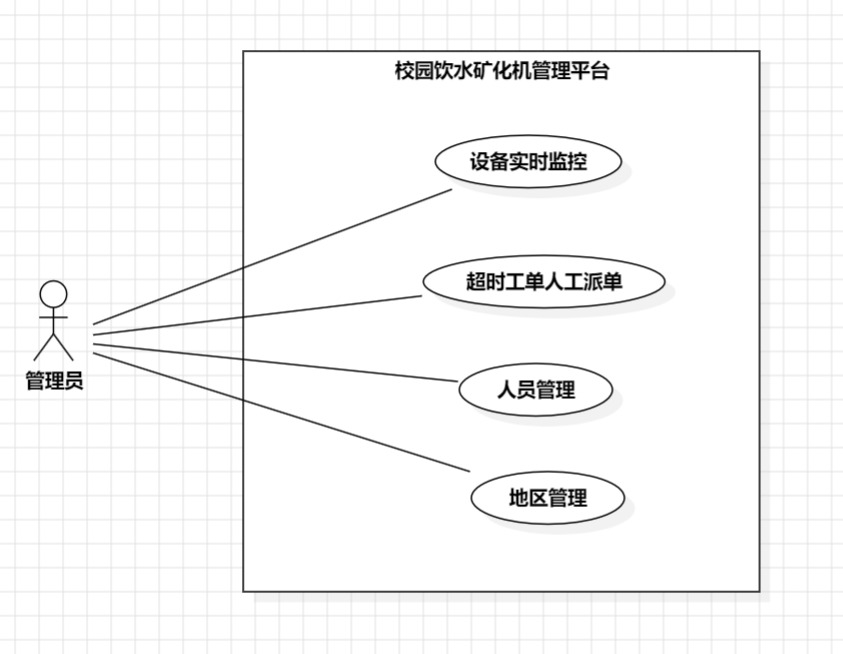 校园饮水矿化机管理平台
设备实时监控
超时工单人工派单
管理员
人员管理
地区管理